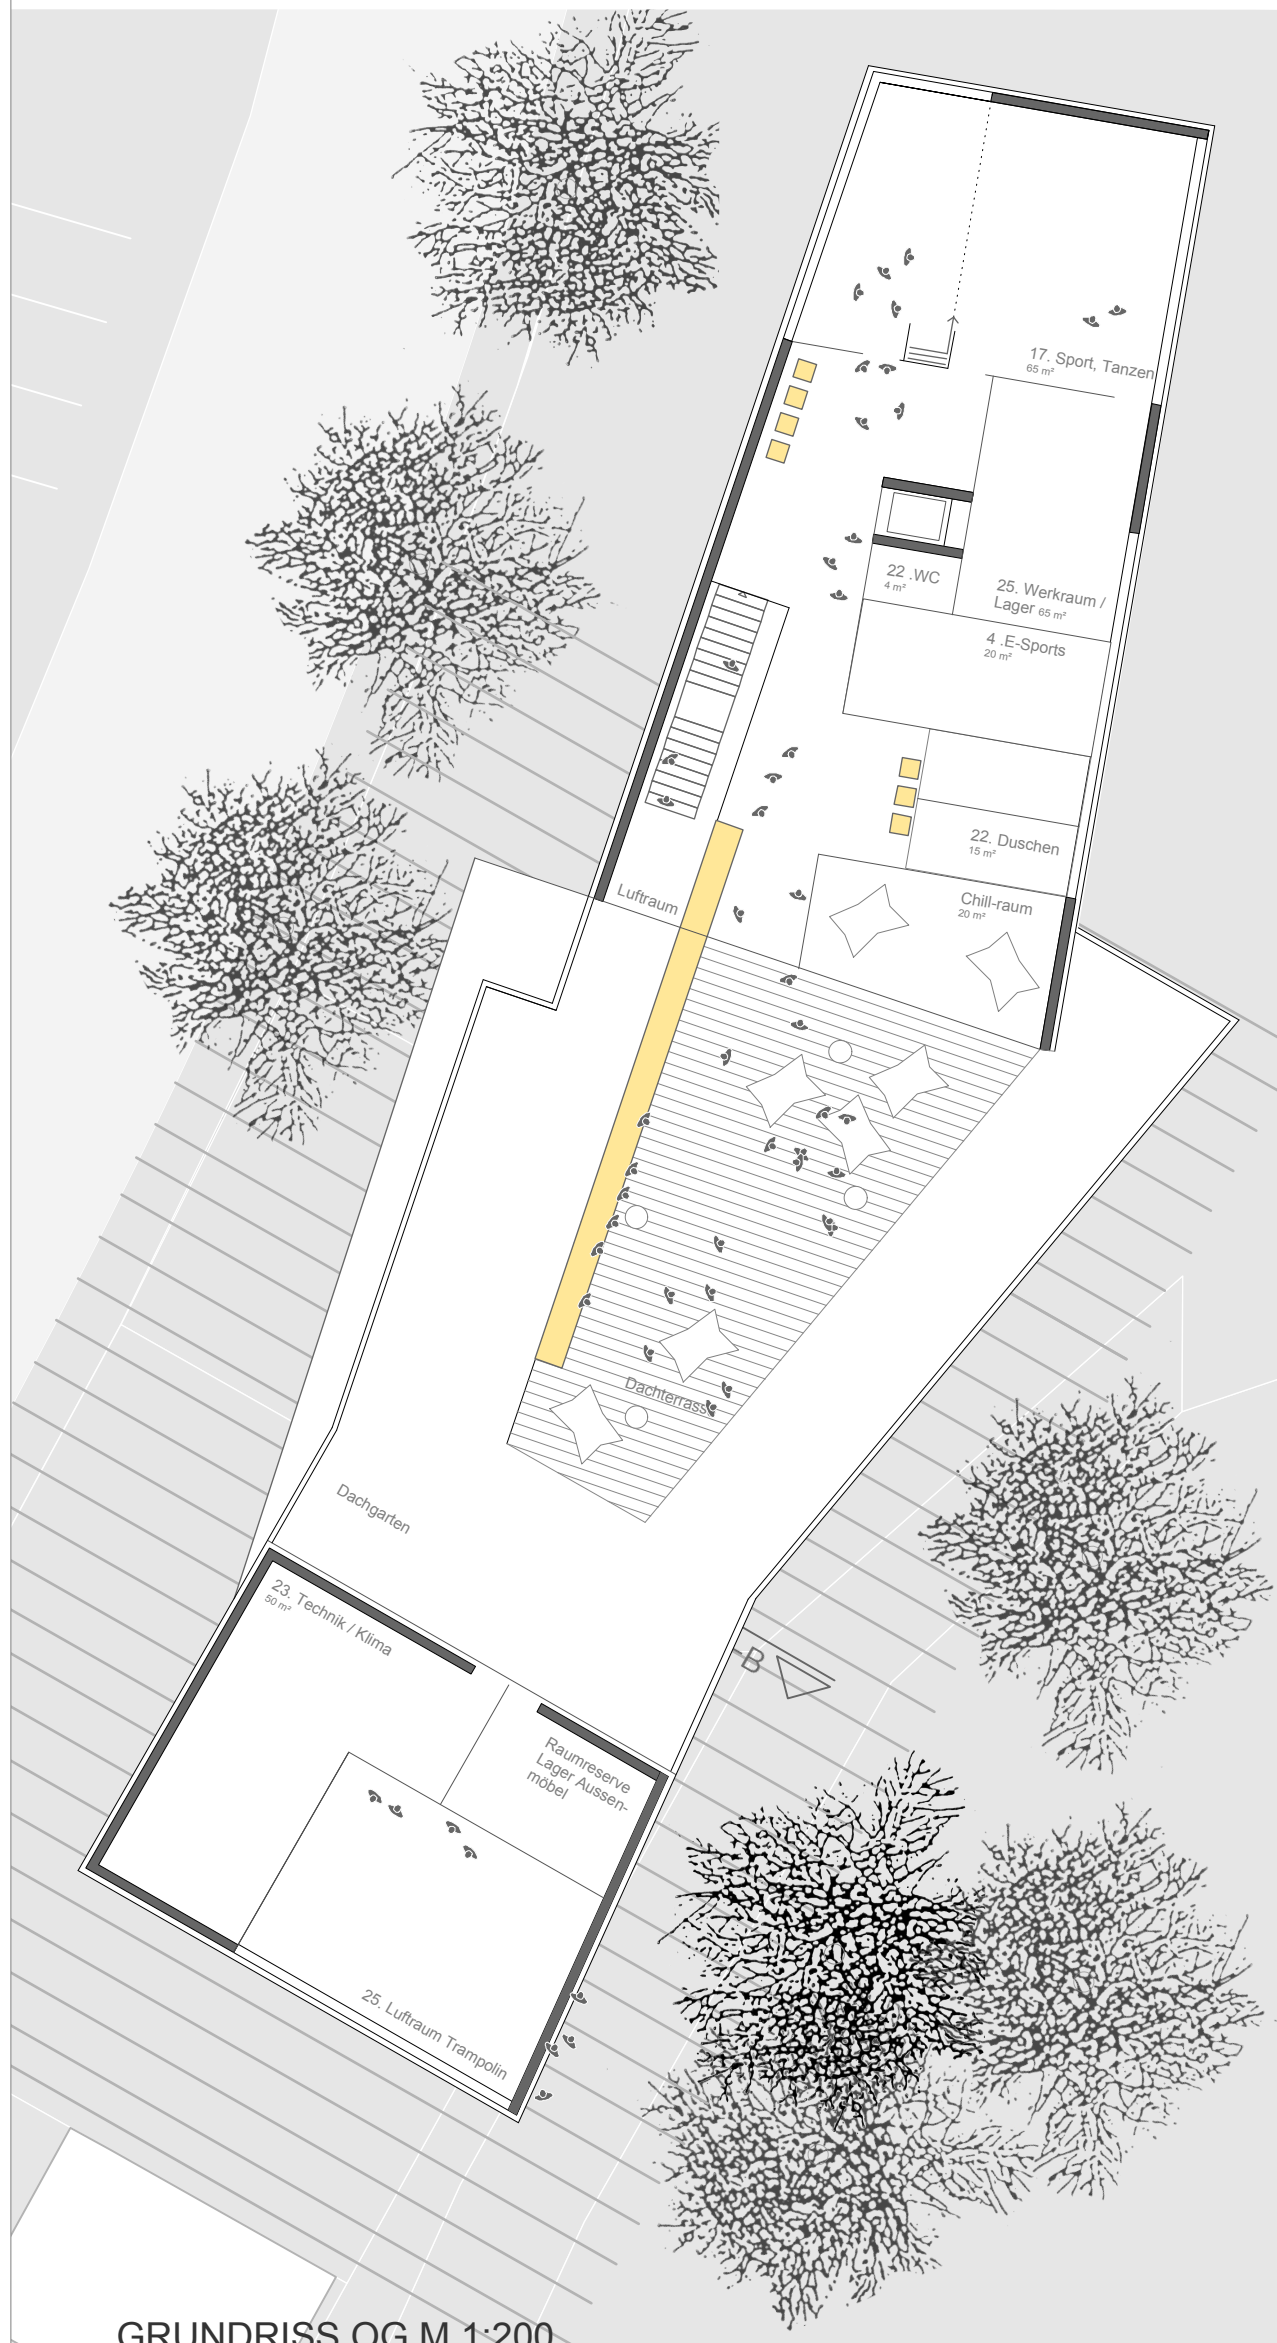 17. Sport, Tanzen
65 m²
22 .WC
4 m²
25. Werkraum /
Lager 65 m²
4 .E-Sports
20 m²
22. Duschen
15 m²
Chill-raum
20 m²
Luftraum
Dachterrasse
Dachgarten
23. Technik / Klima
50 m²
B
Raumreserve
Lager Aussen-
möbel
25. Luftraum Trampolin
GRUNDRISS OG M 1:200